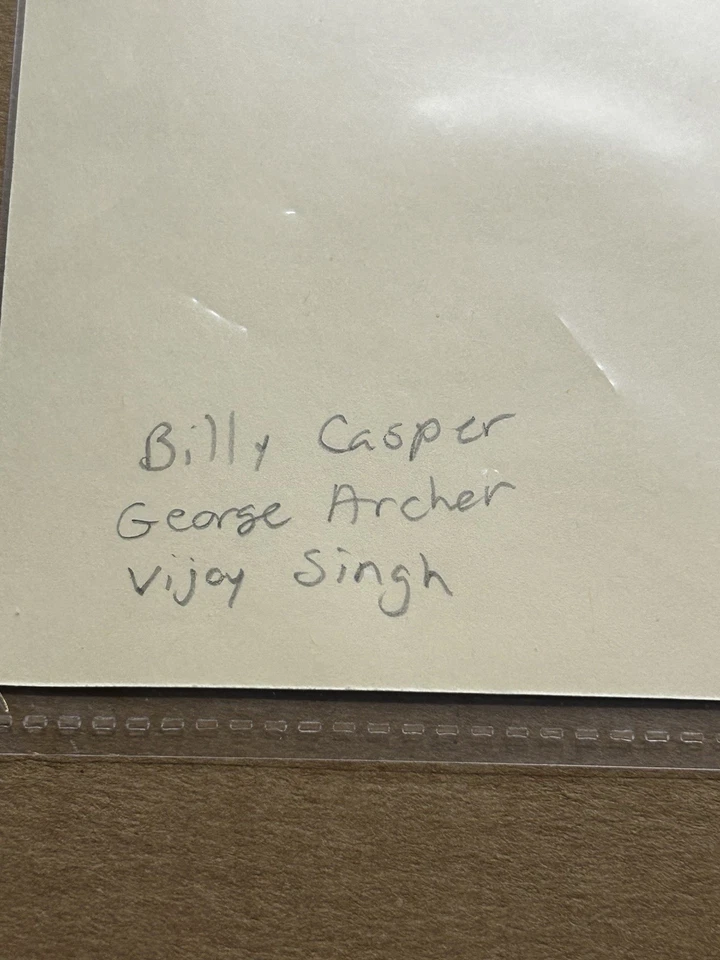 Billy Casper
George Archer
Vijay Singh